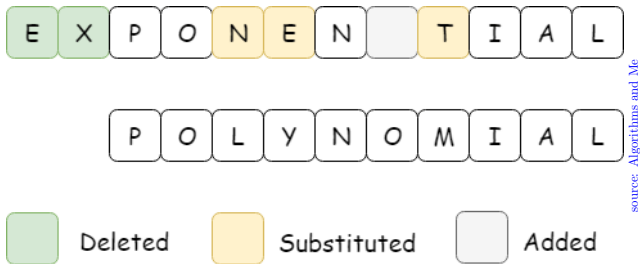 E X P O N E N T I A L
P O L Y N O M I A L
Deleted Substituted Added
source: Algorithms and Me